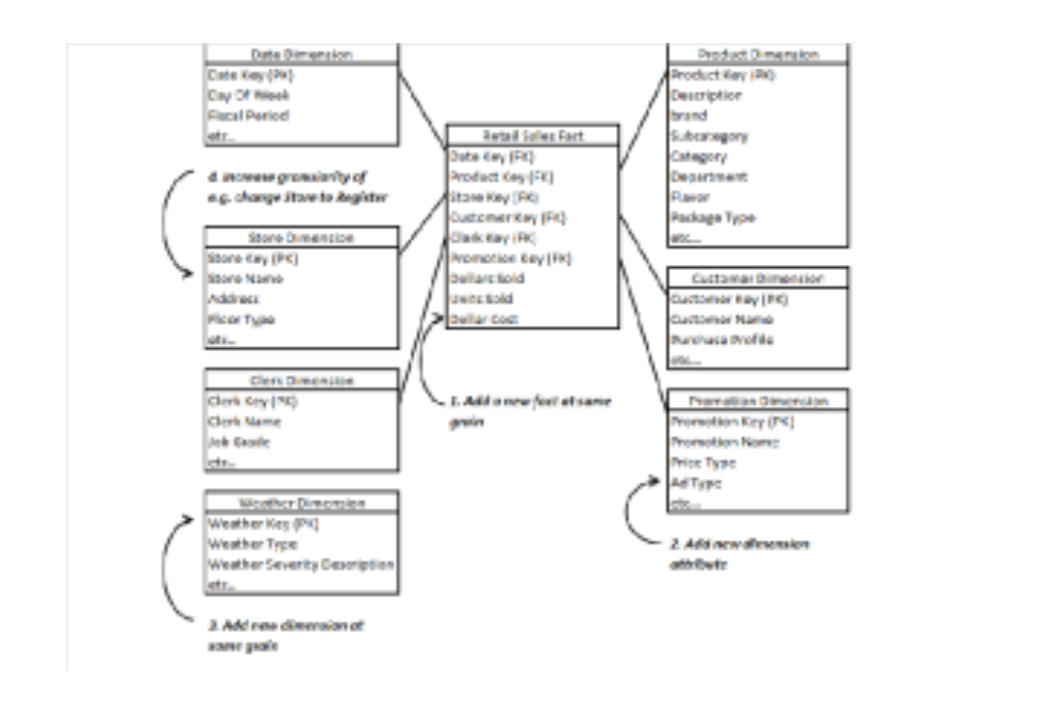 Date Dimension
Date Key (PK)
Day Of Week
Fiscal Period
etc...
4. Increase granularity of
e.g. change Store to Register
Store Dimension
Store Key (PK)
Store Name
Address
Floor Type
etc...
Clerk Dimension
Clerk Key (PK)
Clerk Name
Job Grade
etc...
Weather Dimension
Weather Key (PK)
Weather Type
Weather Severity Description
etc...
3. Add new dimension at
same grain
Retail Sales Fact
Date Key (FK)
Product Key (FK)
Store Key (FK)
Customer Key (FK)
Clerk Key (FK)
Promotion Key (FK)
Dollars Sold
Units Sold
Dollar Cost
1. Add a new fact at same
grain
Product Dimension
Product Key (PK)
Description
brand
Subcategory
Category
Department
Flavor
Package Type
etc...
Customer Dimension
Customer Key (PK)
Customer Name
Purchase Profile
etc...
Promotion Dimension
Promotion Key (PK)
Promotion Name
Price Type
Ad Type
etc...
2. Add new dimension
attribute